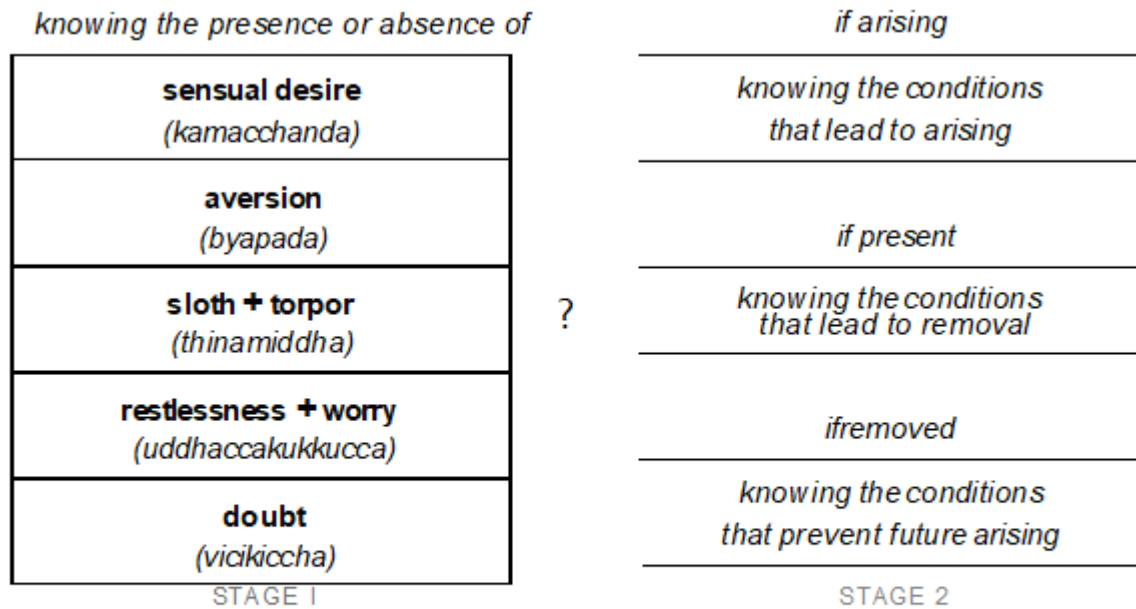 knowing the presence or absence of
sensual desire
(kamacchanda)
aversion
(byapada)
sloth + torpor
(thinamiddha)
restlessness + worry
(uddhaccakukkucca)
doubt
(vicikiccha)
STAGE I
?
if arising
knowing the conditions
that lead to arising
if present
knowing the conditions
that lead to removal
ifremoved
knowing the conditions
that prevent future arising
STAGE 2